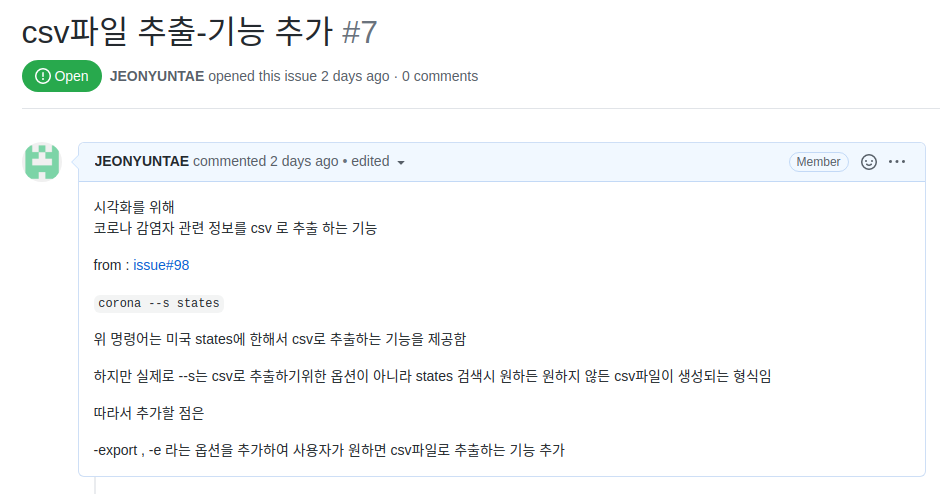 csv파일 추출-기능 추가 #7
Open JEONYUNTAE opened this issue 2 days ago · 0 comments
JEONYUNTAE commented 2 days ago • edited Member
시각화를 위해
코로나 감염자 관련 정보를 csv 로 추출 하는 기능
from : issue#98
corona --s states
위 명령어는 미국 states에 한해서 csv로 추출하는 기능을 제공함
하지만 실제로 --s는 csv로 추출하기위한 옵션이 아니라 states 검색시 원하든 원하지 않든 csv파일이 생성되는 형식임
따라서 추가할 점은
-export , -e 라는 옵션을 추가하여 사용자가 원하면 csv파일로 추출하는 기능 추가